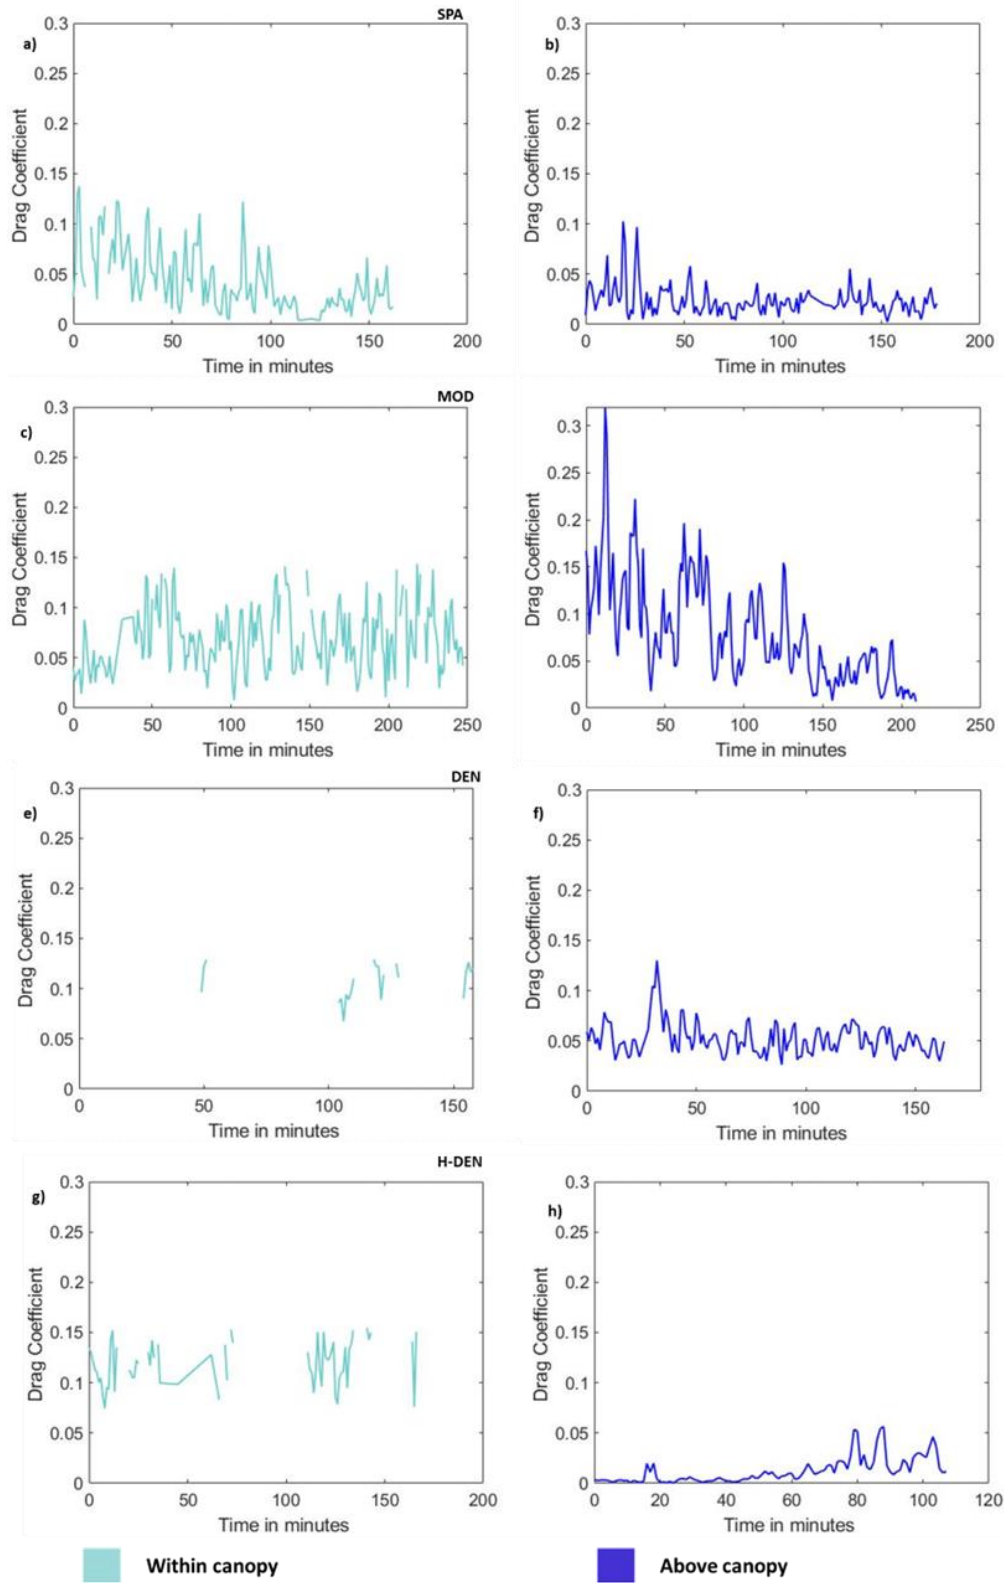 SPA
a)
0.3
0.25
0.2
0.15
0.1
0.05
0
Drag Coefficient
0 50 100 150 200
Time in minutes
b)
0.3
0.25
0.2
0.15
0.1
0.05
0
Drag Coefficient
0 50 100 150 200
Time in minutes
MOD
c)
0.3
0.25
0.2
0.15
0.1
0.05
0
Drag Coefficient
0 50 100 150 200 250
Time in minutes
0.3
0.25
0.2
0.15
0.1
0.05
0
Drag Coefficient
0 50 100 150 200 250
Time in minutes
DEN
e)
0.3
0.25
0.2
0.15
0.1
0.05
0
Drag Coefficient
0 50 100 150
Time in minutes
f)
0.3
0.25
0.2
0.15
0.1
0.05
0
Drag Coefficient
0 50 100 150
Time in minutes
H-DEN
g)
0.3
0.25
0.2
0.15
0.1
0.05
0
Drag Coefficient
0 50 100 150 200
Time in minutes
h)
0.3
0.25
0.2
0.15
0.1
0.05
0
Drag Coefficient
0 20 40 60 80 100 120
Time in minutes
Within canopy
Above canopy